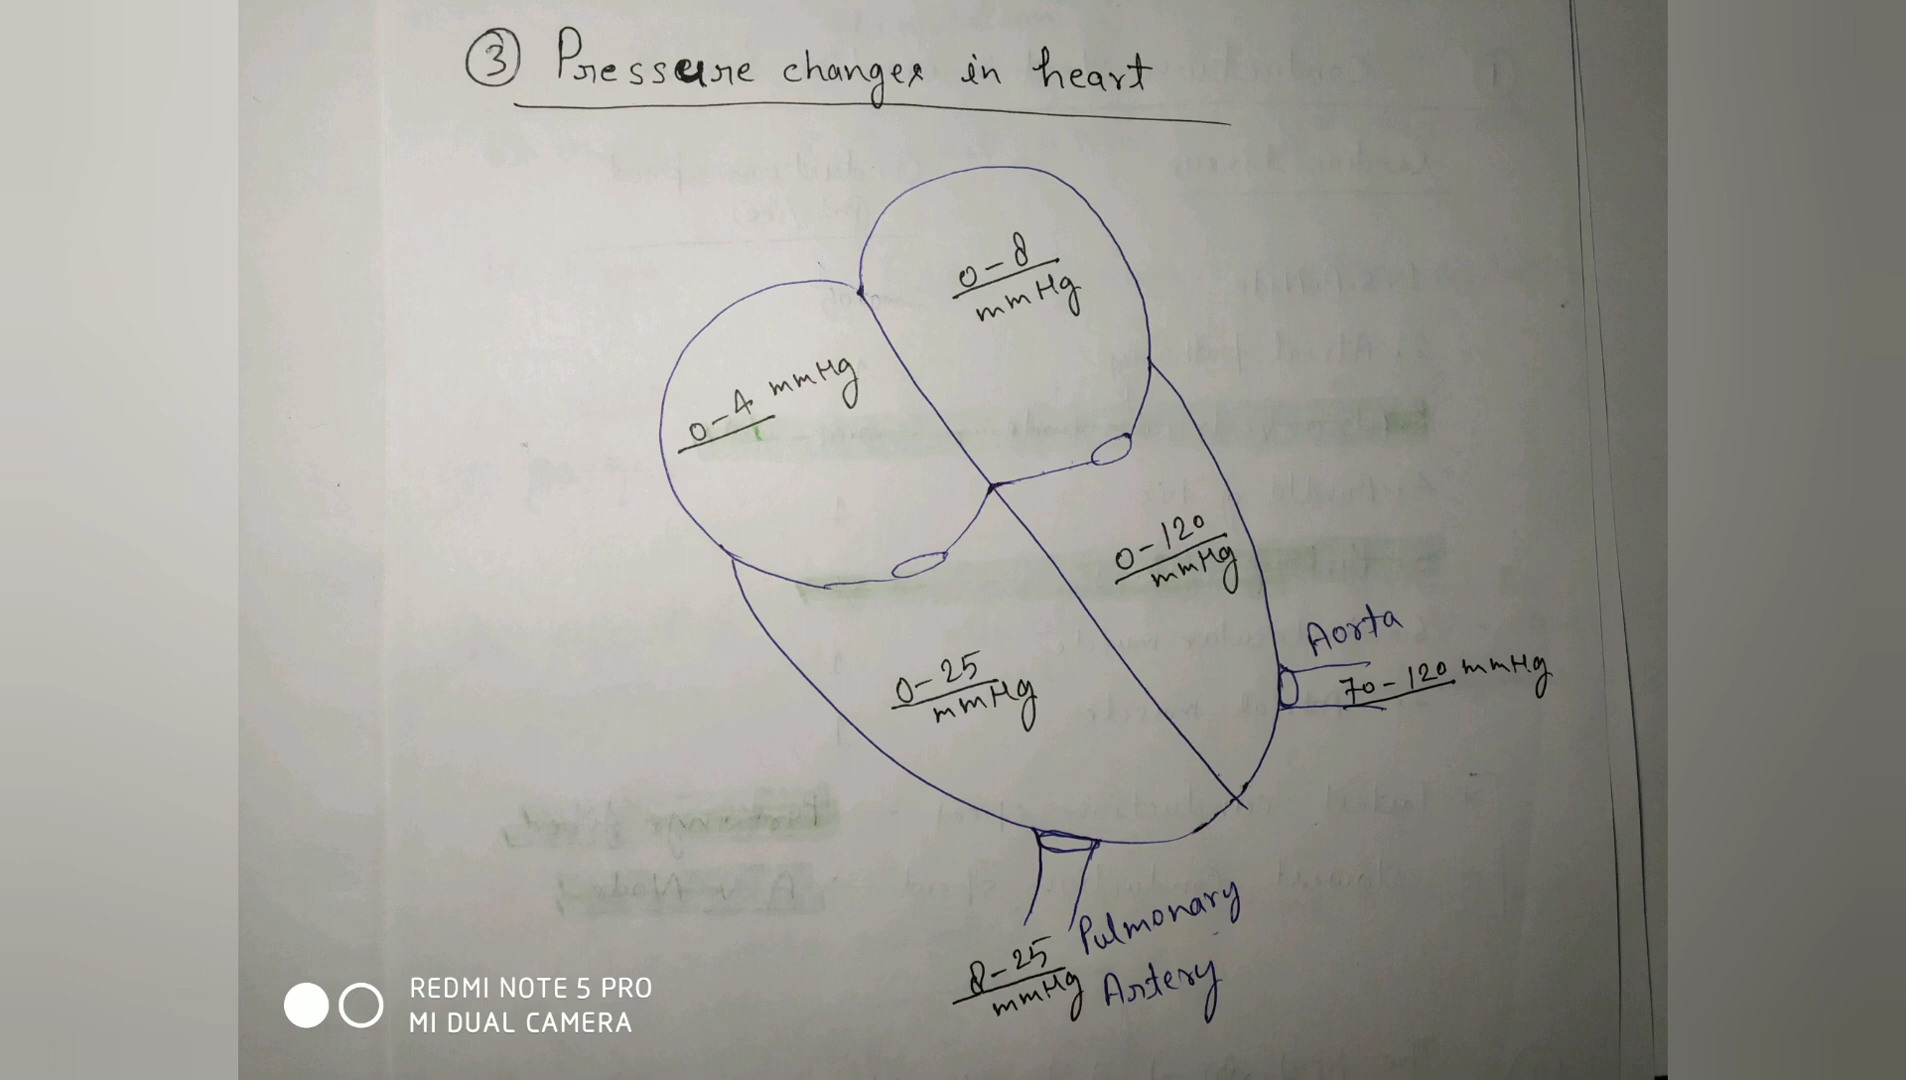 ③ Pressure changes in heart
0-8
mmHg
0-4 mmHg
0-120
mmHg
Aorta
70-120 mmHg
0-25
mmHg
Pulmonary
Artery
8-25
mmHg
REDMI NOTE 5 PRO
MI DUAL CAMERA